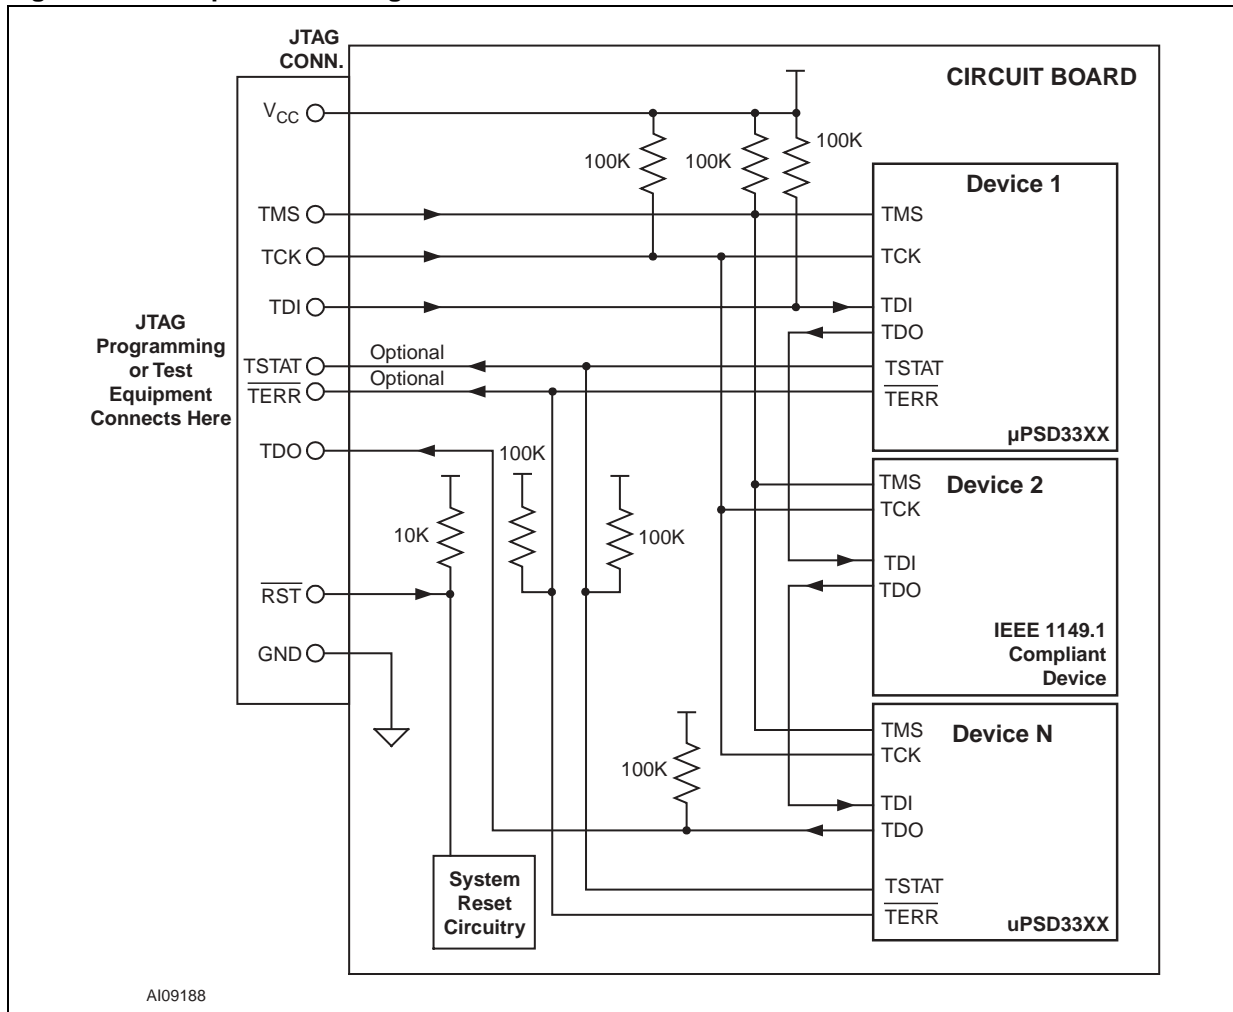 JTAG
CONN.
CIRCUIT BOARD
VCC
100K
100K
100K
Device 1
TMS
TMS
TCK
TCK
TDI
TDI
TDO
JTAG
Programming
or Test
Equipment
Connects Here
TSTAT
Optional
TSTAT
TERR
Optional
TERR
µPSD33XX
TDO
100K
TMS
Device 2
TCK
10K
100K
TDI
TDO
RST
IEEE 1149.1
Compliant
Device
GND
TMS
Device N
TCK
100K
TDI
TDO
System
Reset
Circuitry
TSTAT
TERR
uPSD33XX
AI09188